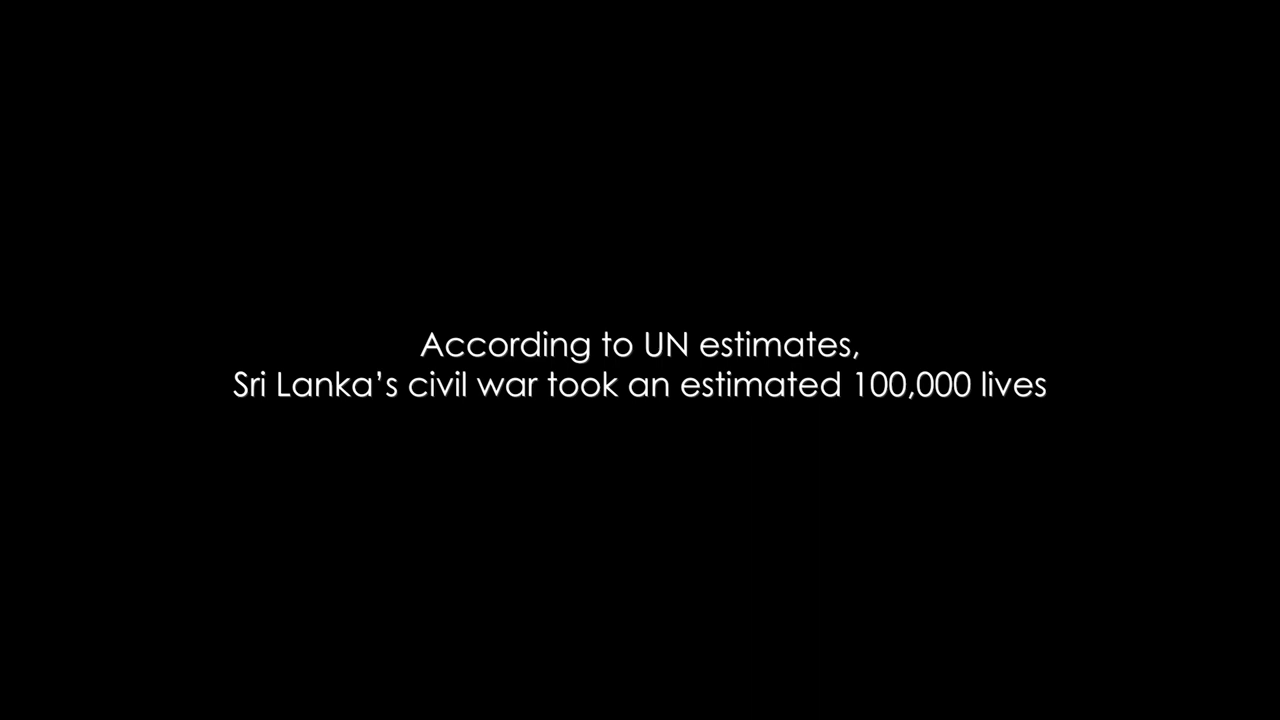 According to UN estimates,
Sri Lanka’s civil war took an estimated 100,000 lives